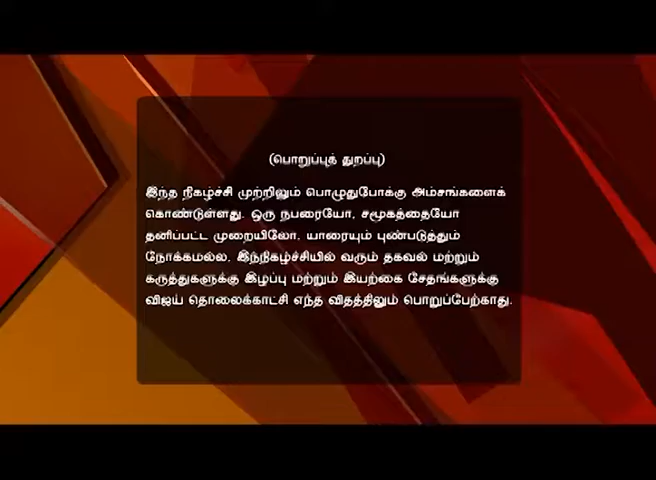 (பொறுப்புத் துறப்பு)
இந்த நிகழ்ச்சி முற்றிலும் பொழுதுபோக்கு அம்சங்களைக்
கொண்டுள்ளது. ஒரு நபரையோ, சமூகத்தையோ
தனிப்பட்ட முறையிலோ, யாரையும் புண்படுத்தும்
நோக்கமல்ல. இந்நிகழ்ச்சியில் வரும் தகவல் மற்றும்
கருத்துகளுக்கு இழப்பு மற்றும் இயற்கை சேதங்களுக்கு
விஜய் தொலைக்காட்சி எந்த விதத்திலும் பொறுப்பேற்காது.